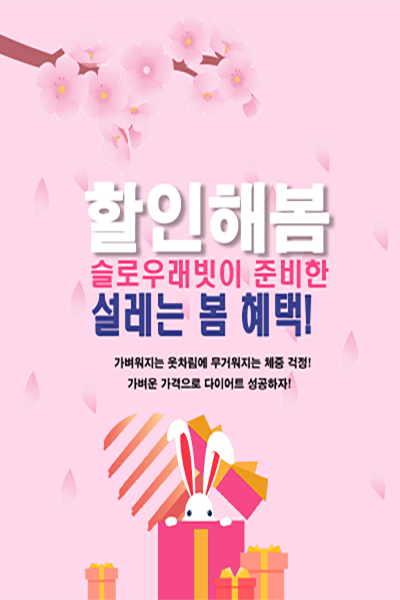 할인해봄
슬로우래빗이 준비한
설레는 봄 혜택!
가벼워지는 옷차림에 무거워지는 체중 걱정!
가벼운 가격으로 다이어트 성공하자!